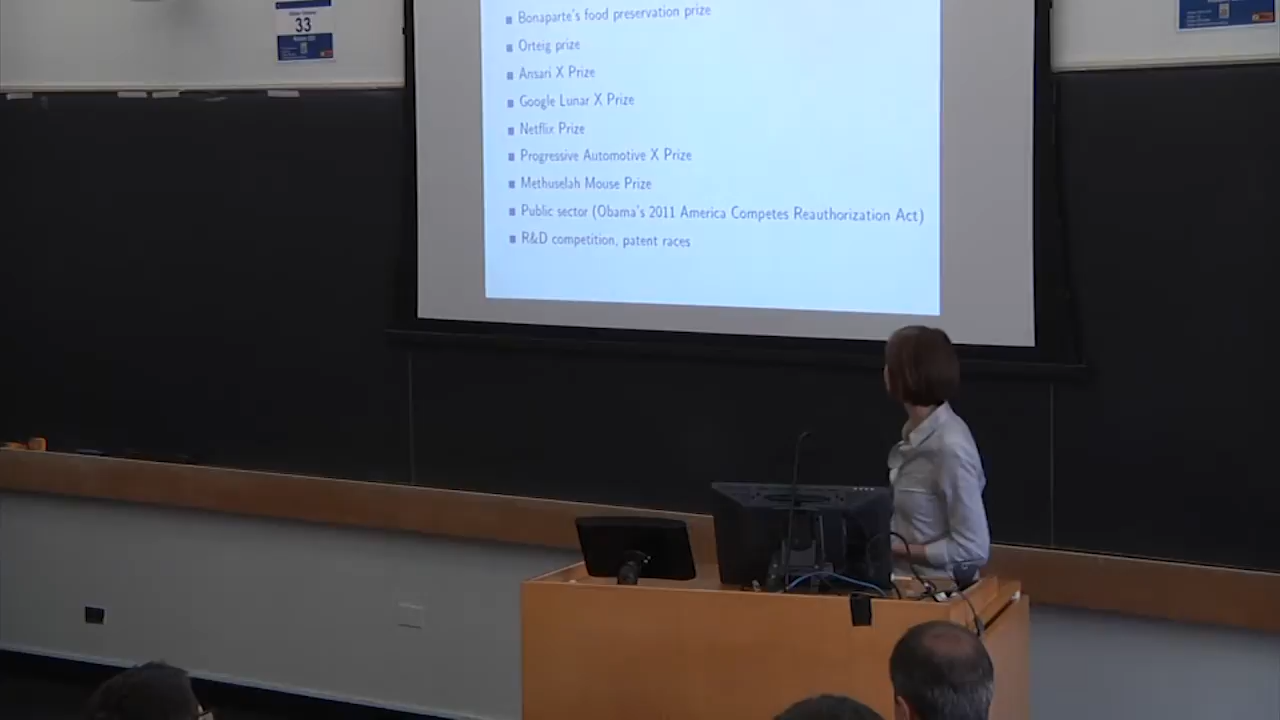 33
Bonaparte's food preservation prize
Orteig prize
Ansari X Prize
Google Lunar X Prize
Netflix Prize
Progressive Automotive X Prize
Methuselah Mouse Prize
Public sector (Obama's 2011 America Competes Reauthorization Act)
R&D competition, patent races